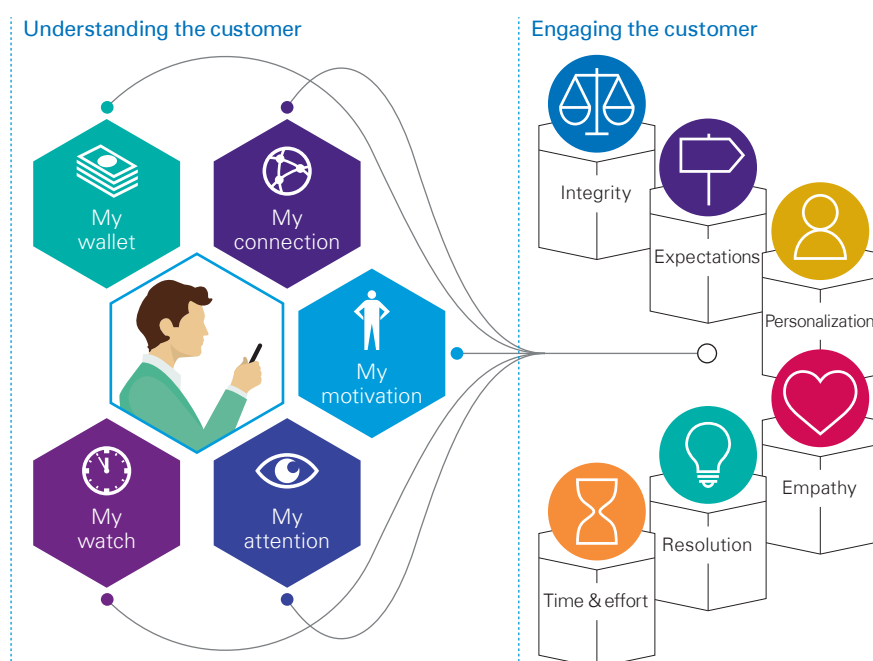 Understanding the customer
My
wallet
My
connection
My
motivation
My
watch
My
attention
Engaging the customer
Integrity
Expectations
Personalization
Empathy
Resolution
Time & effort